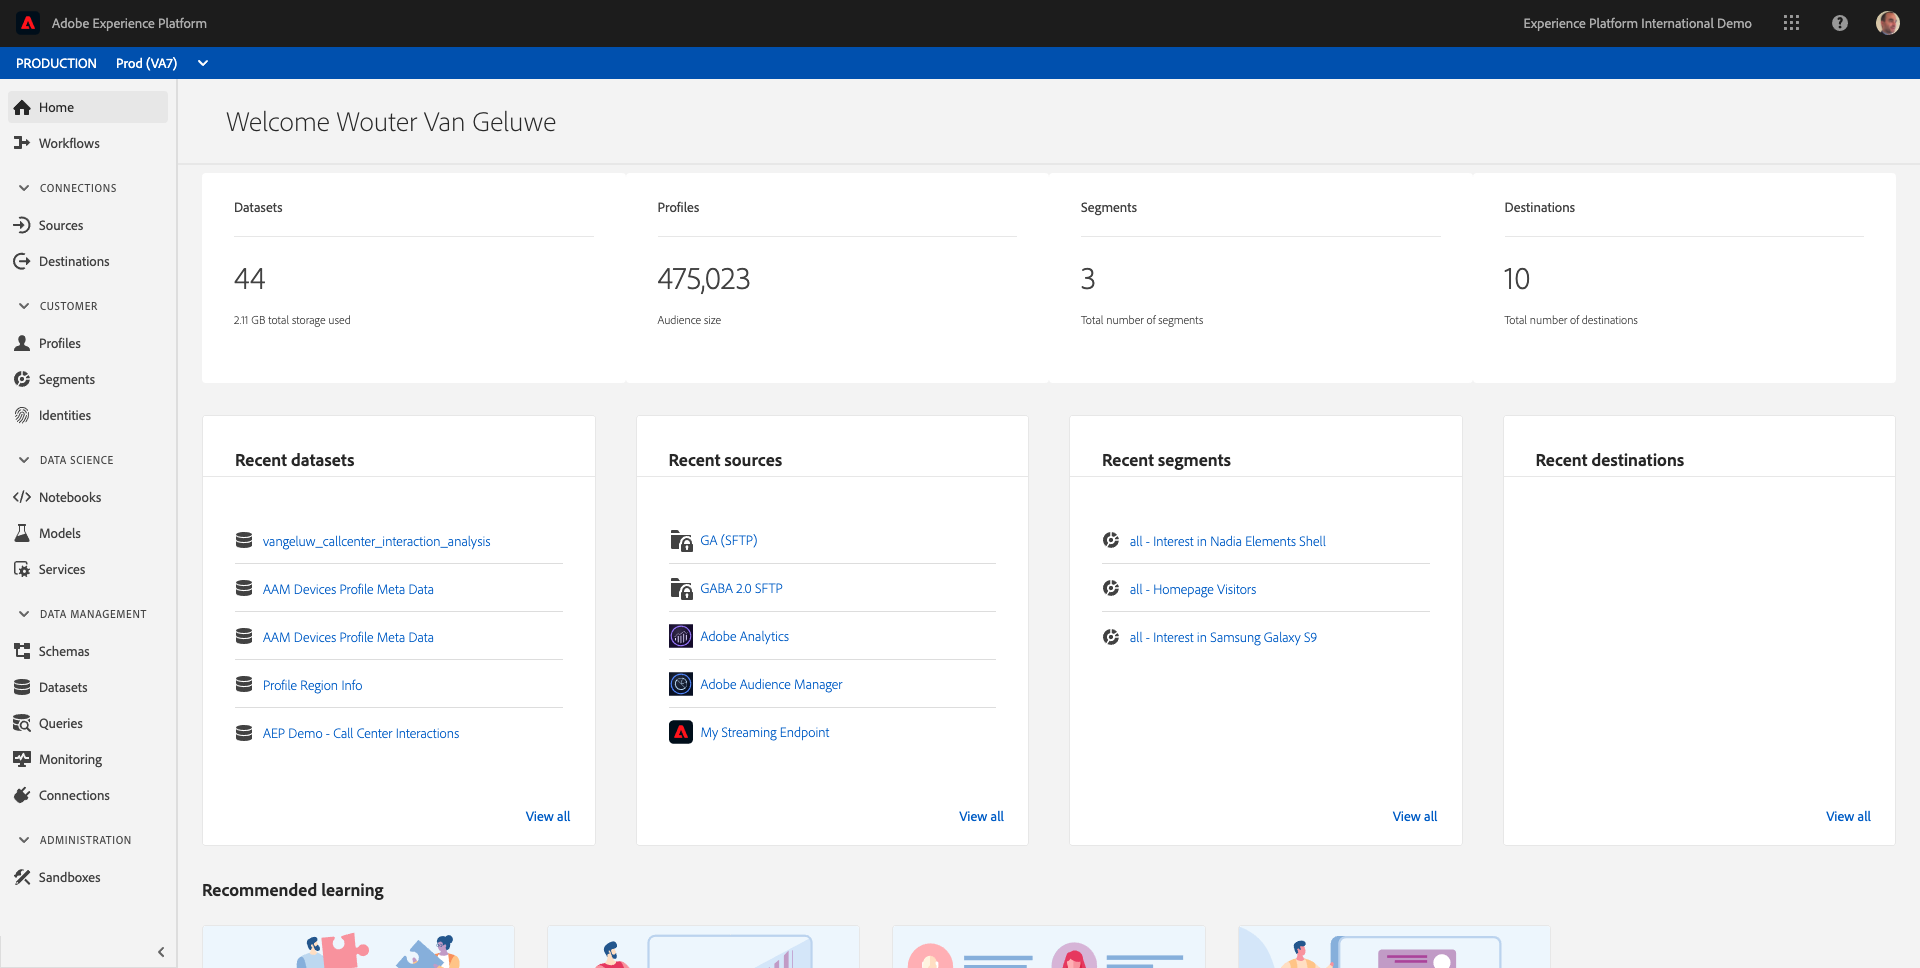 Adobe Experience Platform
Experience Platform International Demo
PRODUCTION Prod (VA7)
Home
Workflows
CONNECTIONS
Sources
Destinations
CUSTOMER
Profiles
Segments
Identities
DATA SCIENCE
Notebooks
Models
Services
DATA MANAGEMENT
Schemas
Datasets
Queries
Monitoring
Connections
ADMINISTRATION
Sandboxes
Welcome Wouter Van Geluwe
Datasets
44
2.11 GB total storage used
Profiles
475,023
Audience size
Segments
3
Total number of segments
Destinations
10
Total number of destinations
Recent datasets
vangeluw_callcenter_interaction_analysis
AAM Devices Profile Meta Data
AAM Devices Profile Meta Data
Profile Region Info
AEP Demo - Call Center Interactions
View all
Recent sources
GA (SFTP)
GABA 2.0 SFTP
Adobe Analytics
Adobe Audience Manager
My Streaming Endpoint
View all
Recent segments
all - Interest in Nadia Elements Shell
all - Homepage Visitors
all - Interest in Samsung Galaxy S9
View all
Recent destinations
View all
Recommended learning